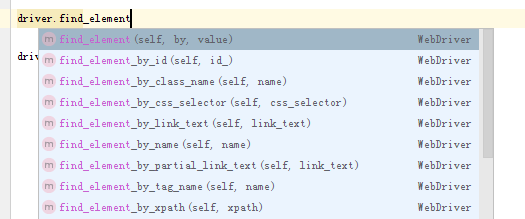 driver.find_element
driv
find_element(self, by, value) WebDriver
find_element_by_id(self, id_) WebDriver
find_element_by_class_name(self, name) WebDriver
find_element_by_css_selector(self, css_selector) WebDriver
find_element_by_link_text(self, link_text) WebDriver
find_element_by_name(self, name) WebDriver
find_element_by_partial_link_text(self, link_text) WebDriver
find_element_by_tag_name(self, name) WebDriver
find_element_by_xpath(self, xpath) WebDriver